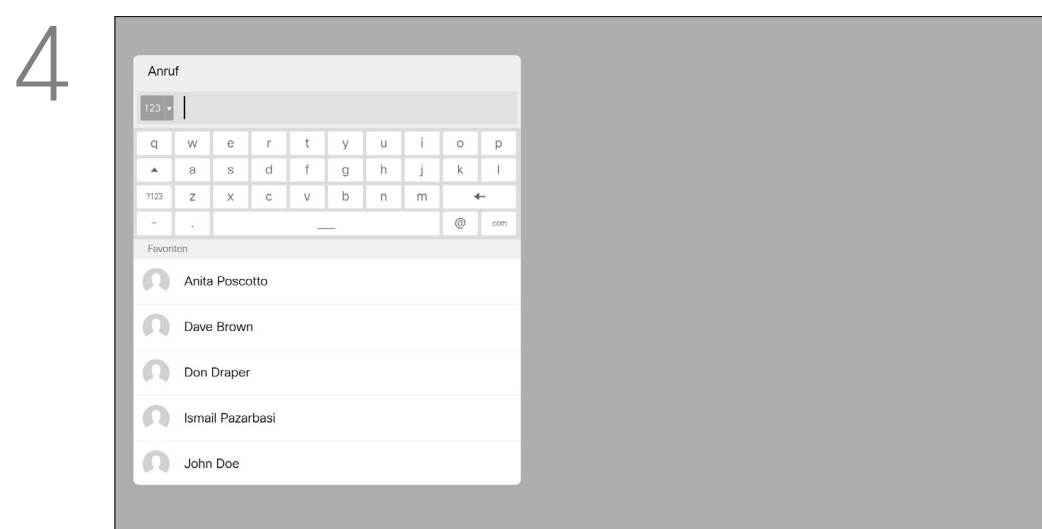 4
Anruf
123
q w e r t y u i o p
a s d f g h j k l
?123 z x c v b n m
- . @ .com
Favoriten
Anita Poscotto
Dave Brown
Don Draper
Ismail Pazarbasi
John Doe